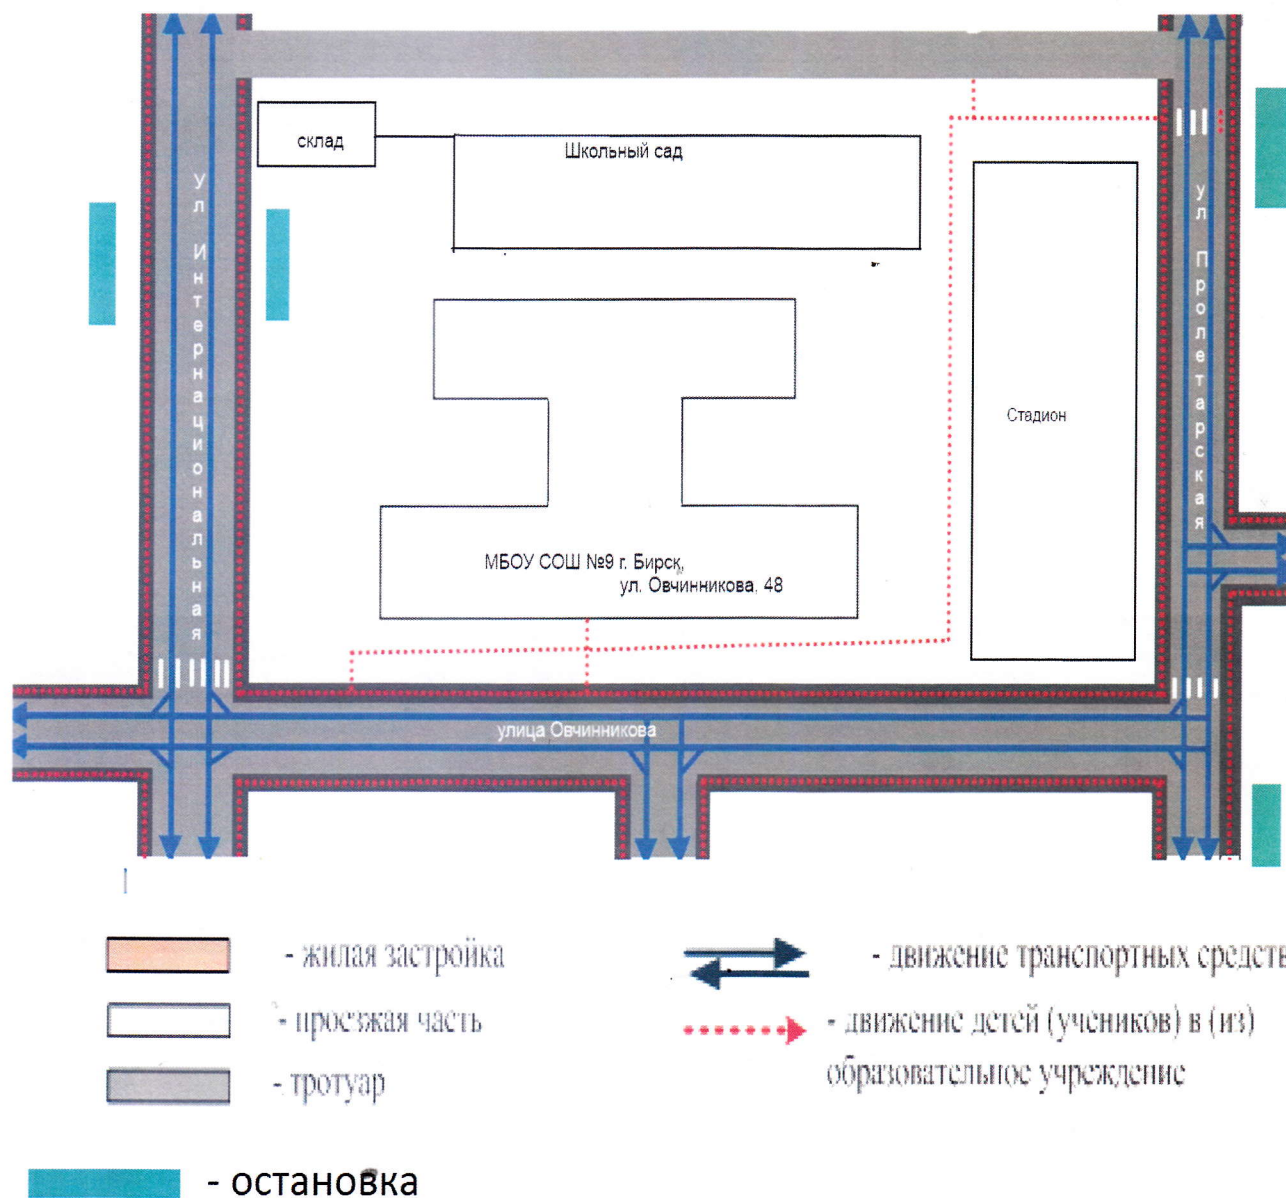 склад
Школьный сад
ул Интернациональная
ул Пролетарская
Стадион
МБОУ СОШ №9 г. Бирск,
ул. Овчинникова, 48
улица Овчинникова
- жилая застройка
- проезжая часть
- тротуар
- движение транспортных средств
- движение детей (учеников) в (из)
образовательное учреждение
- остановка